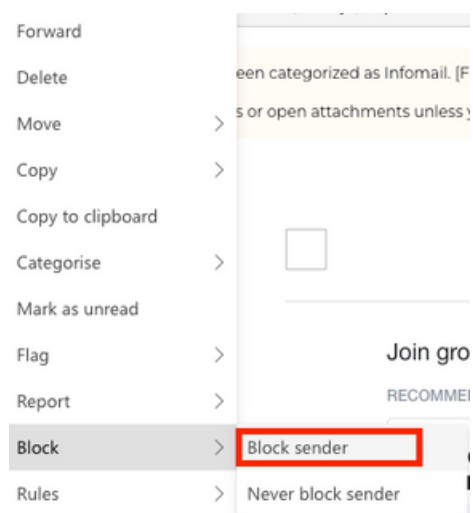 Forward
Delete
Move
Copy
Copy to clipboard
Categorise
Mark as unread
Flag
Report
Block
Rules
een categorized as Infomail. [F
s or open attachments unless
Join gro
RECOMME
Block sender
Never block sender